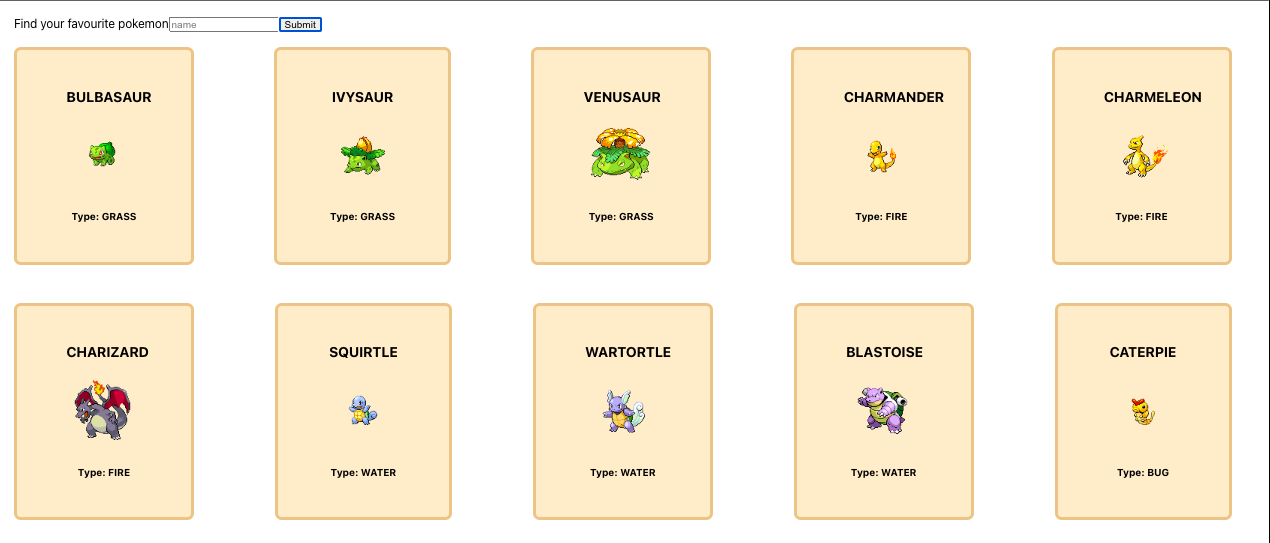 Find your favourite pokemon name Submit
BULBASAUR IVYSAUR VENUSAUR CHARMANDER CHARMELEON
Type: GRASS Type: GRASS Type: GRASS Type: FIRE Type: FIRE
CHARIZARD SQUIRTLE WARTORTLE BLASTOISE CATERPIE
Type: FIRE Type: WATER Type: WATER Type: WATER Type: BUG